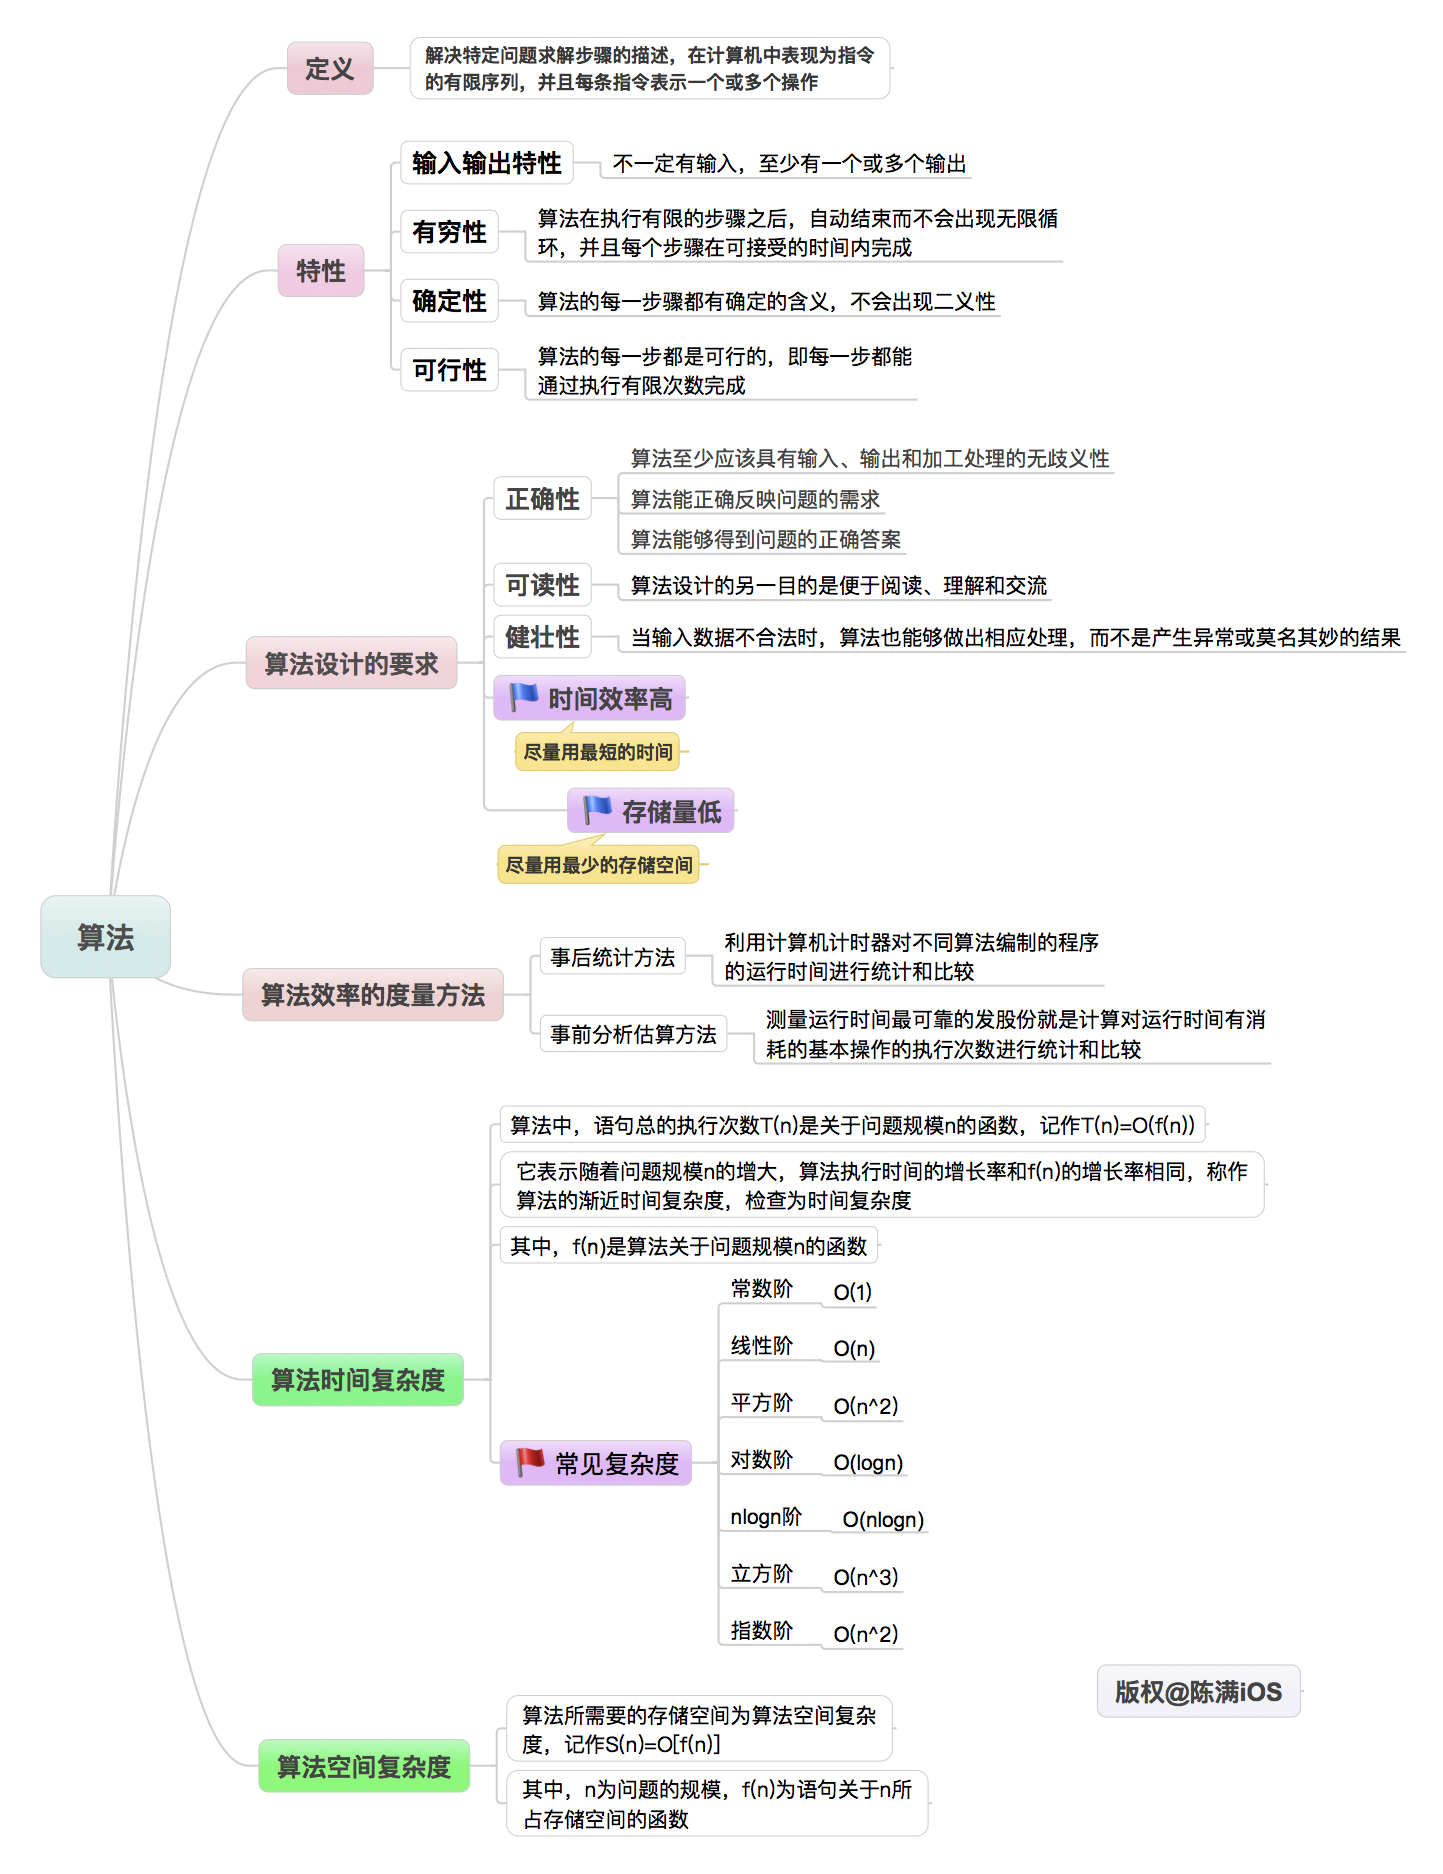 定义
解决特定问题求解步骤的描述，在计算机中表现为指令
的有限序列，并且每条指令表示一个或多个操作
特性
输入输出特性
不一定有输入，至少有一个或多个输出
有穷性
算法在执行有限的步骤之后，自动结束而不会出现无限循
环，并且每个步骤在可接受的时间内完成
确定性
算法的每一步骤都有确定的含义，不会出现二义性
可行性
算法的每一步都是可行的，即每一步都能
通过执行有限次数完成
算法设计的要求
正确性
算法至少应该具有输入、输出和加工处理的无歧义性
算法能正确反映问题的需求
算法能够得到问题的正确答案
可读性
算法设计的另一目的是便于阅读、理解和交流
健壮性
当输入数据不合法时，算法也能够做出相应处理，而不是产生异常或莫名其妙的结果
时间效率高
尽量用最短的时间
存储量低
尽量用最少的存储空间
算法
算法效率的度量方法
事后统计方法
利用计算机计时器对不同算法编制的程序
的运行时间进行统计和比较
事前分析估算方法
测量运行时间最可靠的发股份就是计算对运行时间有消
耗的基本操作的执行次数进行统计和比较
算法时间复杂度
算法中，语句总的执行次数T(n)是关于问题规模n的函数，记作T(n)=O(f(n))
它表示随着问题规模n的增大，算法执行时间的增长率和f(n)的增长率相同，称作
算法的渐近时间复杂度，检查为时间复杂度
其中，f(n)是算法关于问题规模n的函数
常见复杂度
常数阶 O(1)
线性阶 O(n)
平方阶 O(n^2)
对数阶 O(logn)
nlogn阶 O(nlogn)
立方阶 O(n^3)
指数阶 O(n^2)
版权@陈满iOS
算法空间复杂度
算法所需要的存储空间为算法空间复杂
度，记作S(n)=O[f(n)]
其中，n为问题的规模，f(n)为语句关于n所
占存储空间的函数